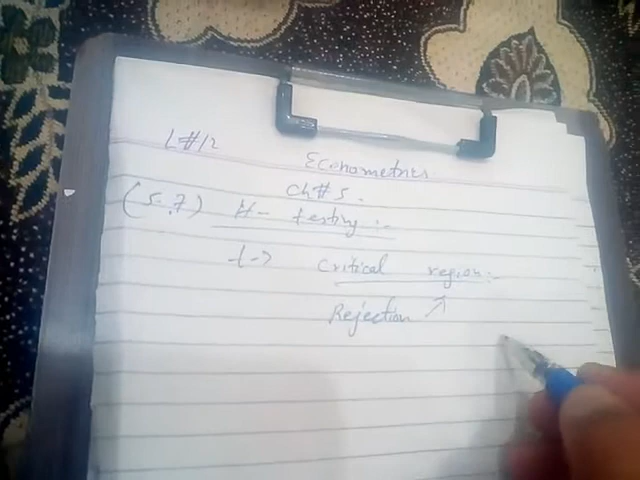 L#12
Econometrics
Ch#5.
(5.7) H- testing :-
t-> Critical region:-
Rejection ↗